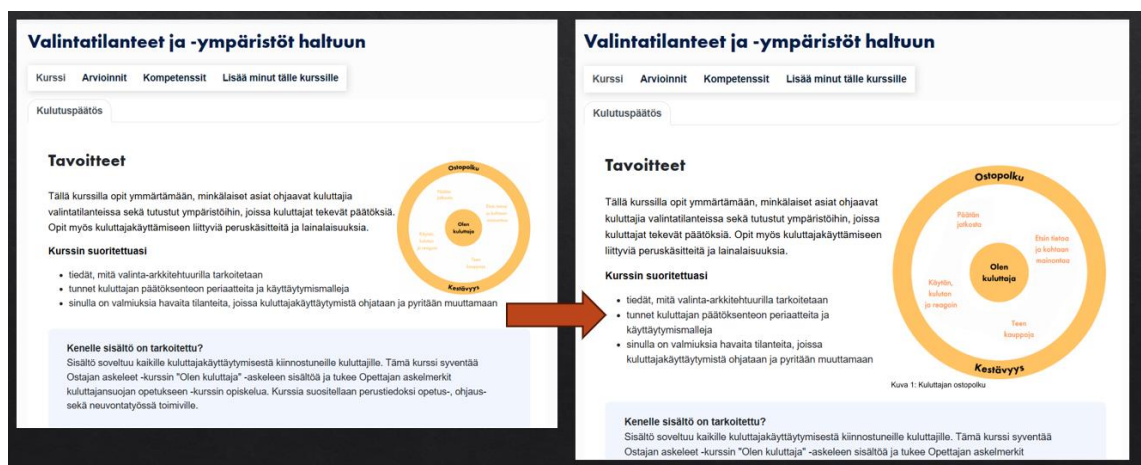 Valintatilanteet ja -ympäristöt haltuun
Kurssi Arvioinnit Kompetenssit Lisää minut tälle kurssille
Kulutuspäätös
Tavoitteet
Tällä kurssilla opit ymmärtämään, minkälaiset asiat ohjaavat kuluttajia
valintatilanteissa sekä tutustut ympäristöihin, joissa kuluttajat tekevät päätöksiä.
Opit myös kuluttajakäyttämiseen liittyviä peruskäsitteitä ja lainalaisuuksia.
Kurssin suoritettuasi
• tiedät, mitä valinta-arkkitehtuurilla tarkoitetaan
• tunnet kuluttajan päätöksenteon periaatteita ja käyttäytymismalleja
• sinulla on valmiuksia havaita tilanteita, joissa kuluttajakäyttäytymistä ohjataan ja pyritään muuttamaan
Ostopolku
Olen
kuluttaja
Kestävyys
Kenelle sisältö on tarkoitettu?
Sisältö soveltuu kaikille kuluttajakäyttäytymisestä kiinnostuneille kuluttajille. Tämä kurssi syventää
Ostajan askeleet -kurssin "Olen kuluttaja" -askeleen sisältöä ja tukee Opettajan askelmerkit
kuluttajansuojan opetukseen -kurssin opiskelua. Kurssia suositellaan perustiedoksi opetus-, ohjaus-
sekä neuvontatyössä toimiville.
Valintatilanteet ja -ympäristöt haltuun
Kurssi Arvioinnit Kompetenssit Lisää minut tälle kurssille
Kulutuspäätös
Tavoitteet
Tällä kurssilla opit ymmärtämään, minkälaiset asiat ohjaavat
kuluttajia valintatilanteissa sekä tutustut ympäristöihin, joissa
kuluttajat tekevät päätöksiä. Opit myös kuluttajakäyttämiseen
liittyviä peruskäsitteitä ja lainalaisuuksia.
Kurssin suoritettuasi
• tiedät, mitä valinta-arkkitehtuurilla tarkoitetaan
• tunnet kuluttajan päätöksenteon periaatteita ja
käyttäytymismalleja
• sinulla on valmiuksia havaita tilanteita, joissa
kuluttajakäyttäytymistä ohjataan ja pyritään muuttamaan
Ostopolku
Päätän
jatkosta
Etsin tietoa
ja kohtaan
mainontaa
Olen
kuluttaja
Käytän,
kulutan
ja reagoin
Teen
kauppoja
Kestävyys
Kuva 1: Kuluttajan ostopolku
Kenelle sisältö on tarkoitettu?
Sisältö soveltuu kaikille kuluttajakäyttäytymisestä kiinnostuneille kuluttajille. Tämä kurssi syventää
Ostajan askeleet -kurssin "Olen kuluttaja" -askeleen sisältöä ja tukee Opettajan askelmerkit